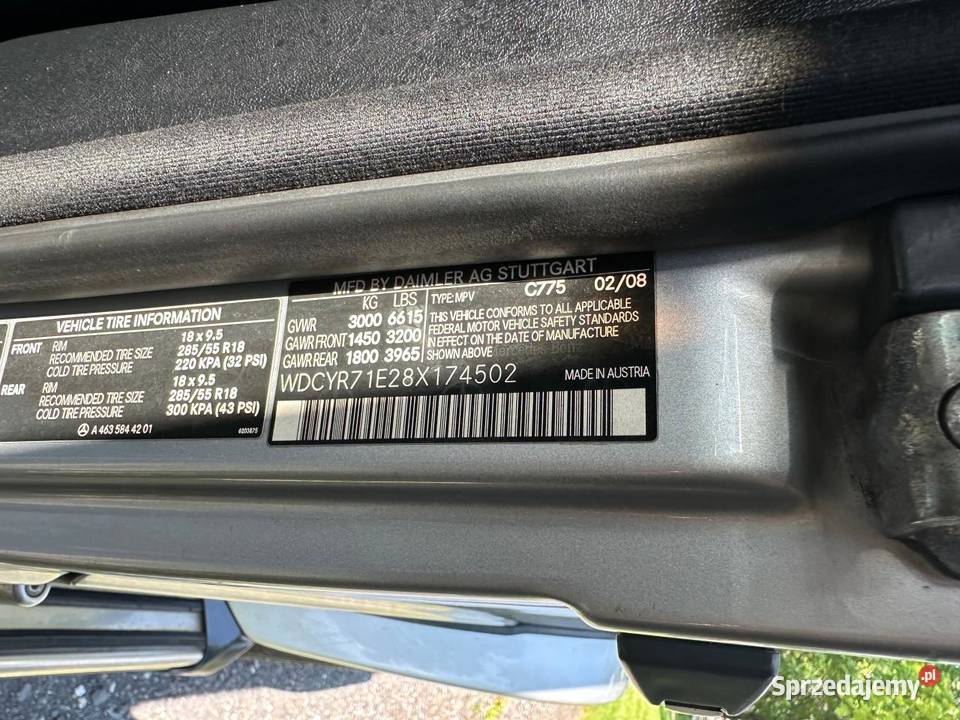 VEHICLE TIRE INFORMATION
FRONT RIM 18 x 9.5
RECOMMENDED TIRE SIZE 285/55 R18
COLD TIRE PRESSURE 220 KPA (32 PSI)
REAR RIM 18 x 9.5
RECOMMENDED TIRE SIZE 285/55 R18
COLD TIRE PRESSURE 300 KPA (43 PSI)
A 463 584 42 01
6203875
MFD BY DAIMLER AG STUTTGART
KG LBS
GVWR 3000 6615
GAWR FRONT 1450 3200
GAWR REAR 1800 3965
TYPE: MPV C775 02/08
THIS VEHICLE CONFORMS TO ALL APPLICABLE
FEDERAL MOTOR VEHICLE SAFETY STANDARDS
IN EFFECT ON THE DATE OF MANUFACTURE
SHOWN ABOVE
Mercedes-Benz
WDCYR71E28X174502
MADE IN AUSTRIA
Sprzedajemy.pl